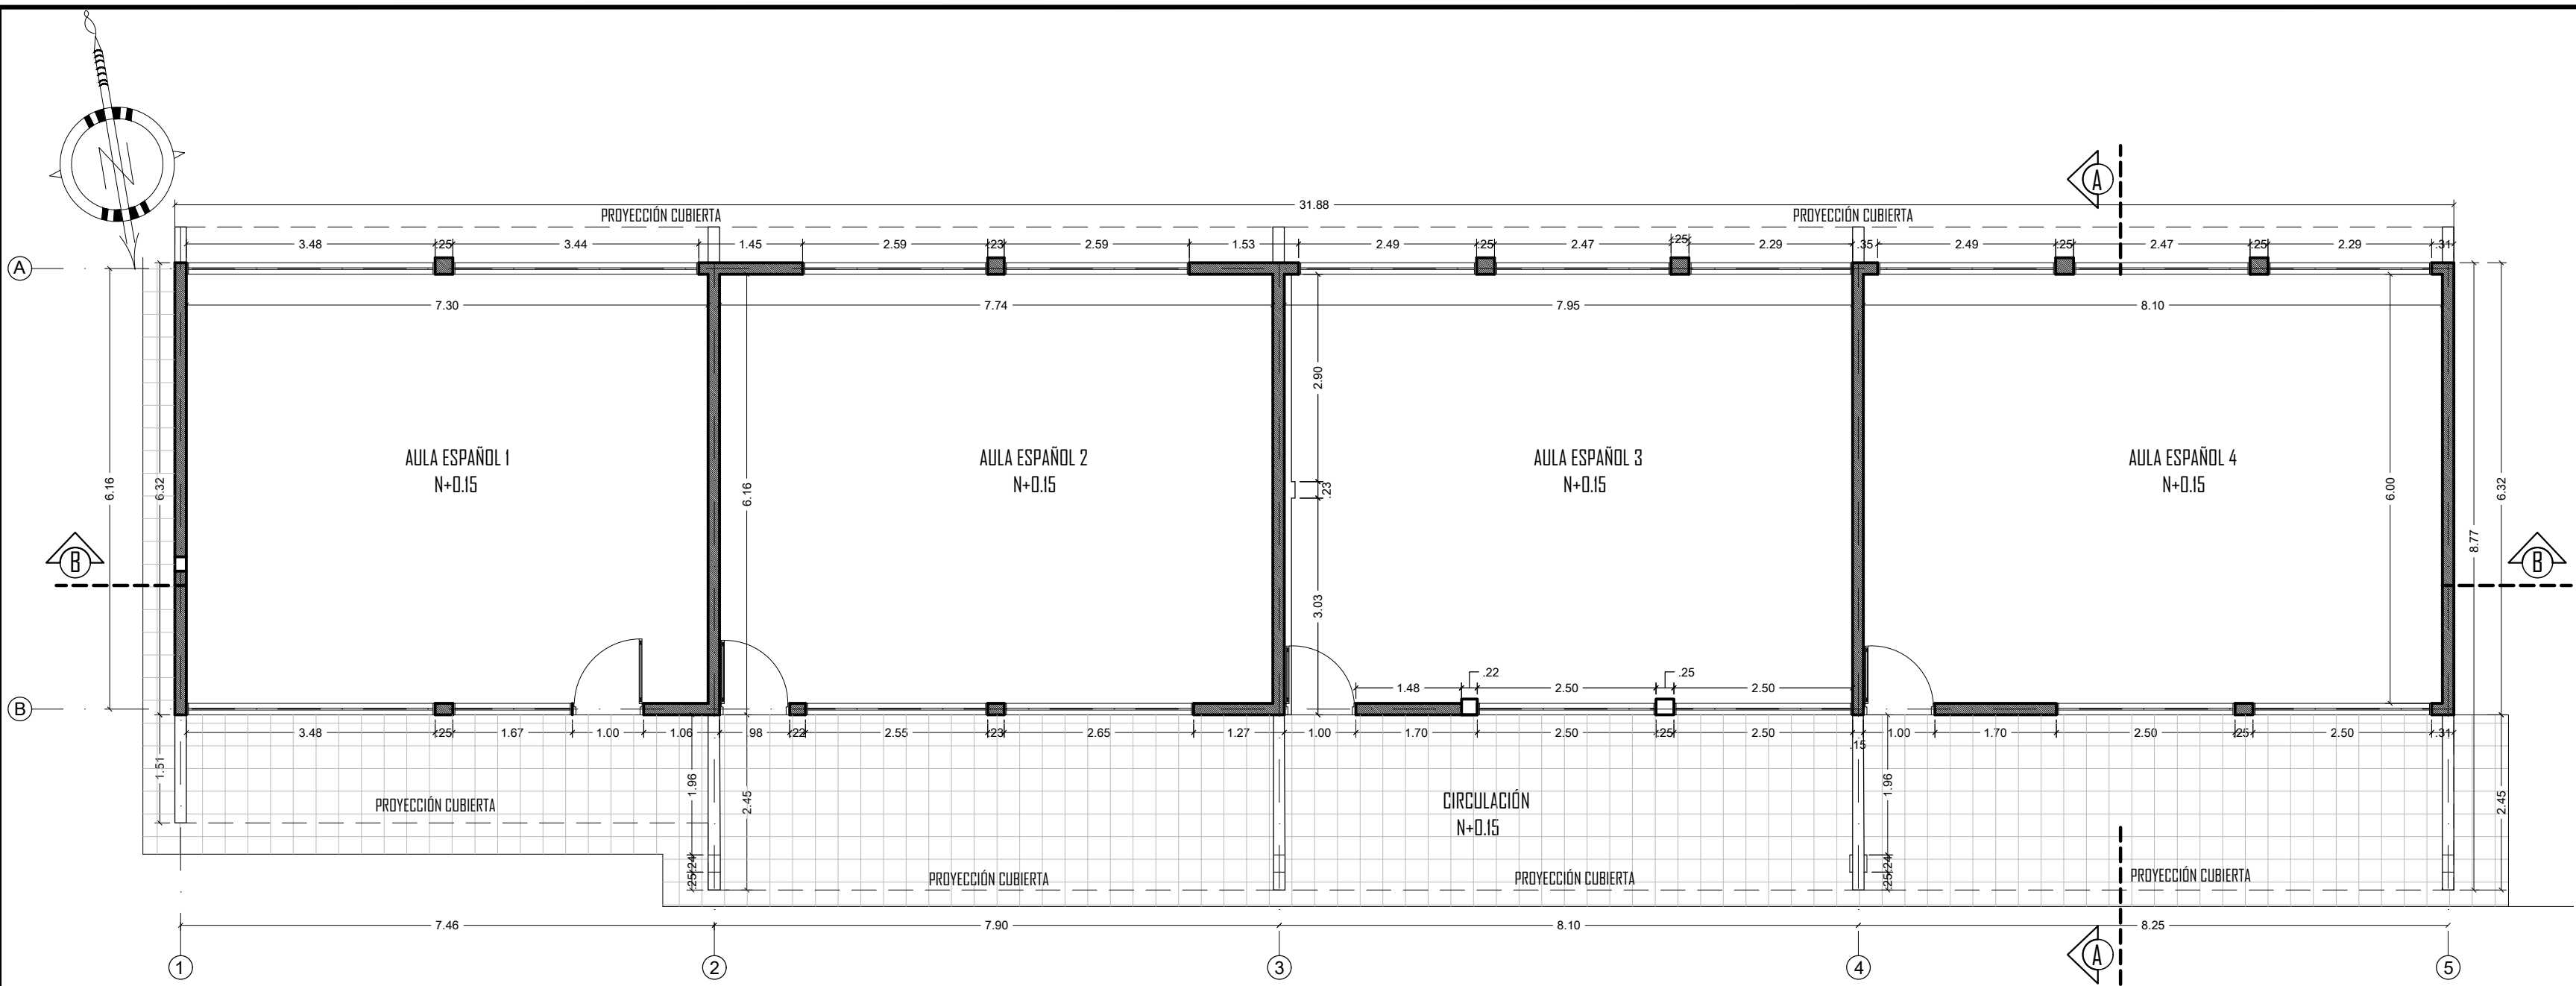 A
31.88
PROYECCIÓN CUBIERTA
PROYECCIÓN CUBIERTA
3.48 .25 3.44 1.45 2.59 .23 2.59 1.53 2.49 .25 2.47 .25 2.29 .35 2.49 .25 2.47 .25 2.29 .31
A
7.30 7.74 7.95 8.10
2.90
AULA ESPAÑOL 1
N+0.15
AULA ESPAÑOL 2
N+0.15
AULA ESPAÑOL 3
N+0.15
AULA ESPAÑOL 4
N+0.15
6.16 6.32 6.16 .23 6.00 8.77 6.32
B
B
3.03
1.48 .22 2.50 .25 2.50
B
3.48 .25 1.67 1.00 1.06 .98 .22 2.55 .23 2.65 1.27 1.00 1.70 2.50 .25 2.50 .15 1.00 1.70 2.50 .25 2.50 .31
1.51 1.96 2.45 1.96 2.45
PROYECCIÓN CUBIERTA
CIRCULACIÓN
N+0.15
.24 .25 .24 .25
PROYECCIÓN CUBIERTA
PROYECCIÓN CUBIERTA
PROYECCIÓN CUBIERTA
7.46 7.90 8.10 8.25
A
1 2 3 4 5